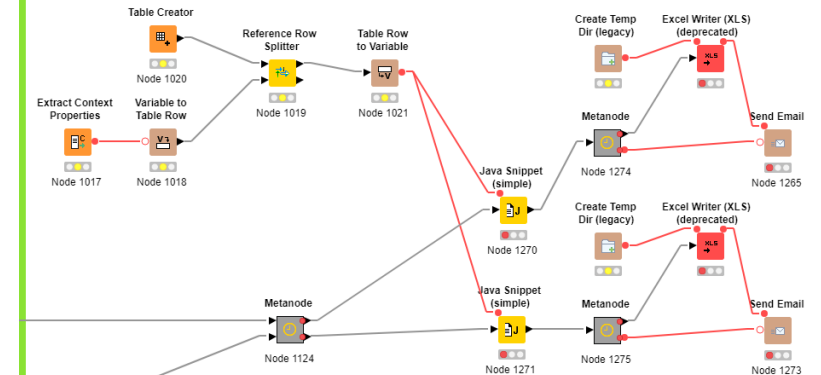 Table Creator
Node 1020
Reference Row
Splitter
Node 1019
Table Row
to Variable
Node 1021
Extract Context
Properties
Node 1017
Variable to
Table Row
Node 1018
Create Temp
Dir (legacy)
Excel Writer (XLS)
(deprecated)
XLS
Metanode
Node 1274
Send Email
Node 1265
Java Snippet
(simple)
J
Node 1270
Create Temp
Dir (legacy)
Excel Writer (XLS)
(deprecated)
XLS
Metanode
Node 1124
Java Snippet
(simple)
J
Node 1271
Metanode
Node 1275
Send Email
Node 1273